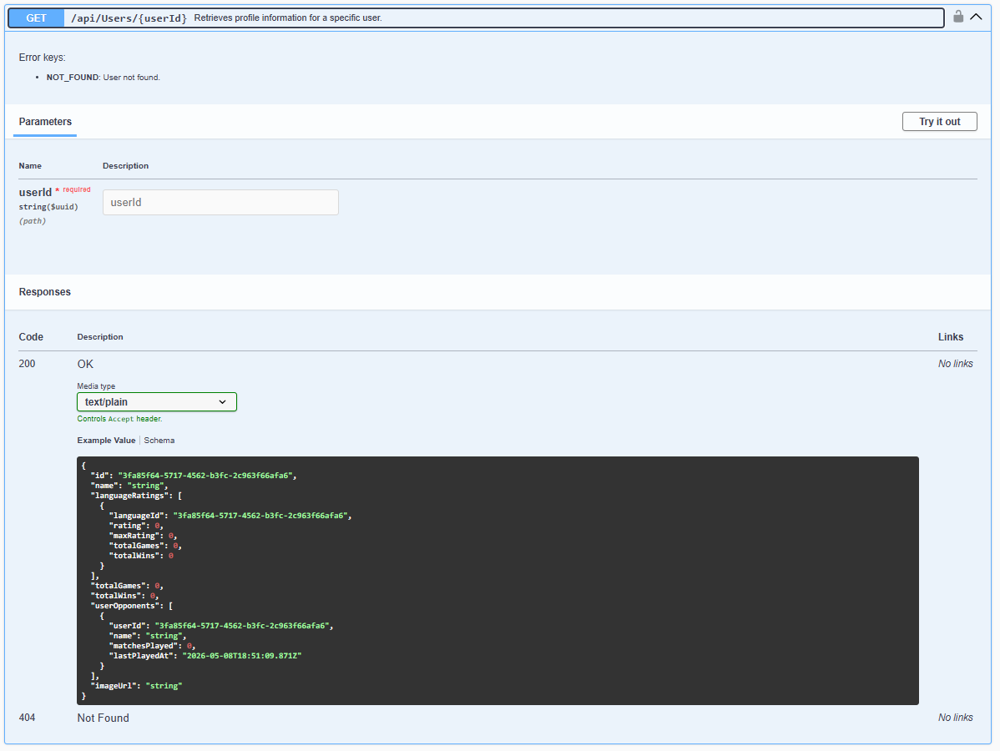 GET /api/Users/{userId} Retrieves profile information for a specific user.
Error keys:
• NOT_FOUND: User not found.
Parameters
Try it out
Name Description
userId * required
string($uuid)
(path)
userId
Responses
Code Description Links
200 OK No links
Media type
text/plain
Controls Accept header.
Example Value Schema
{
  "id": "3fa85f64-5717-4562-b3fc-2c963f66afa6",
  "name": "string",
  "languageRatings": [
    {
      "languageId": "3fa85f64-5717-4562-b3fc-2c963f66afa6",
      "rating": 0,
      "maxRating": 0,
      "totalGames": 0,
      "totalWins": 0
    }
  ],
  "totalGames": 0,
  "totalWins": 0,
  "userOpponents": [
    {
      "userId": "3fa85f64-5717-4562-b3fc-2c963f66afa6",
      "name": "string",
      "matchesPlayed": 0,
      "lastPlayedAt": "2026-05-08T18:51:09.871Z"
    }
  ],
  "imageUrl": "string"
}
404 Not Found No links